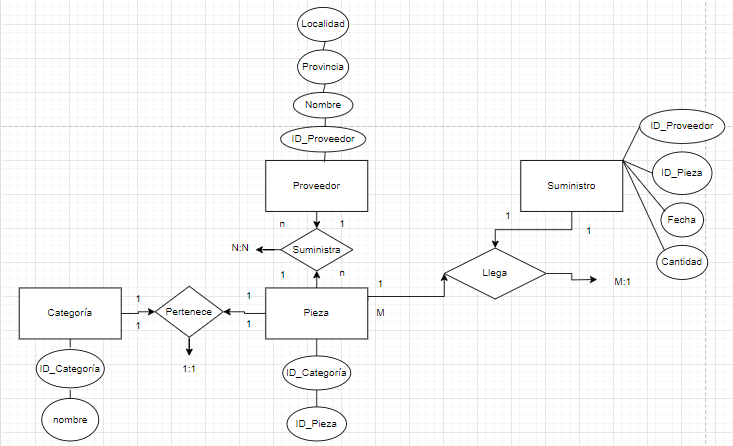 Localidad
Provincia
Nombre
ID_Proveedor
Proveedor
n
1
N:N
Suministra
1
n
Categoría
1
1
Pertenece
1
1
1:1
Pieza
1
M
ID_Categoría
nombre
ID_Categoría
ID_Pieza
Suministro
1
1
Llega
M:1
ID_Proveedor
ID_Pieza
Fecha
Cantidad